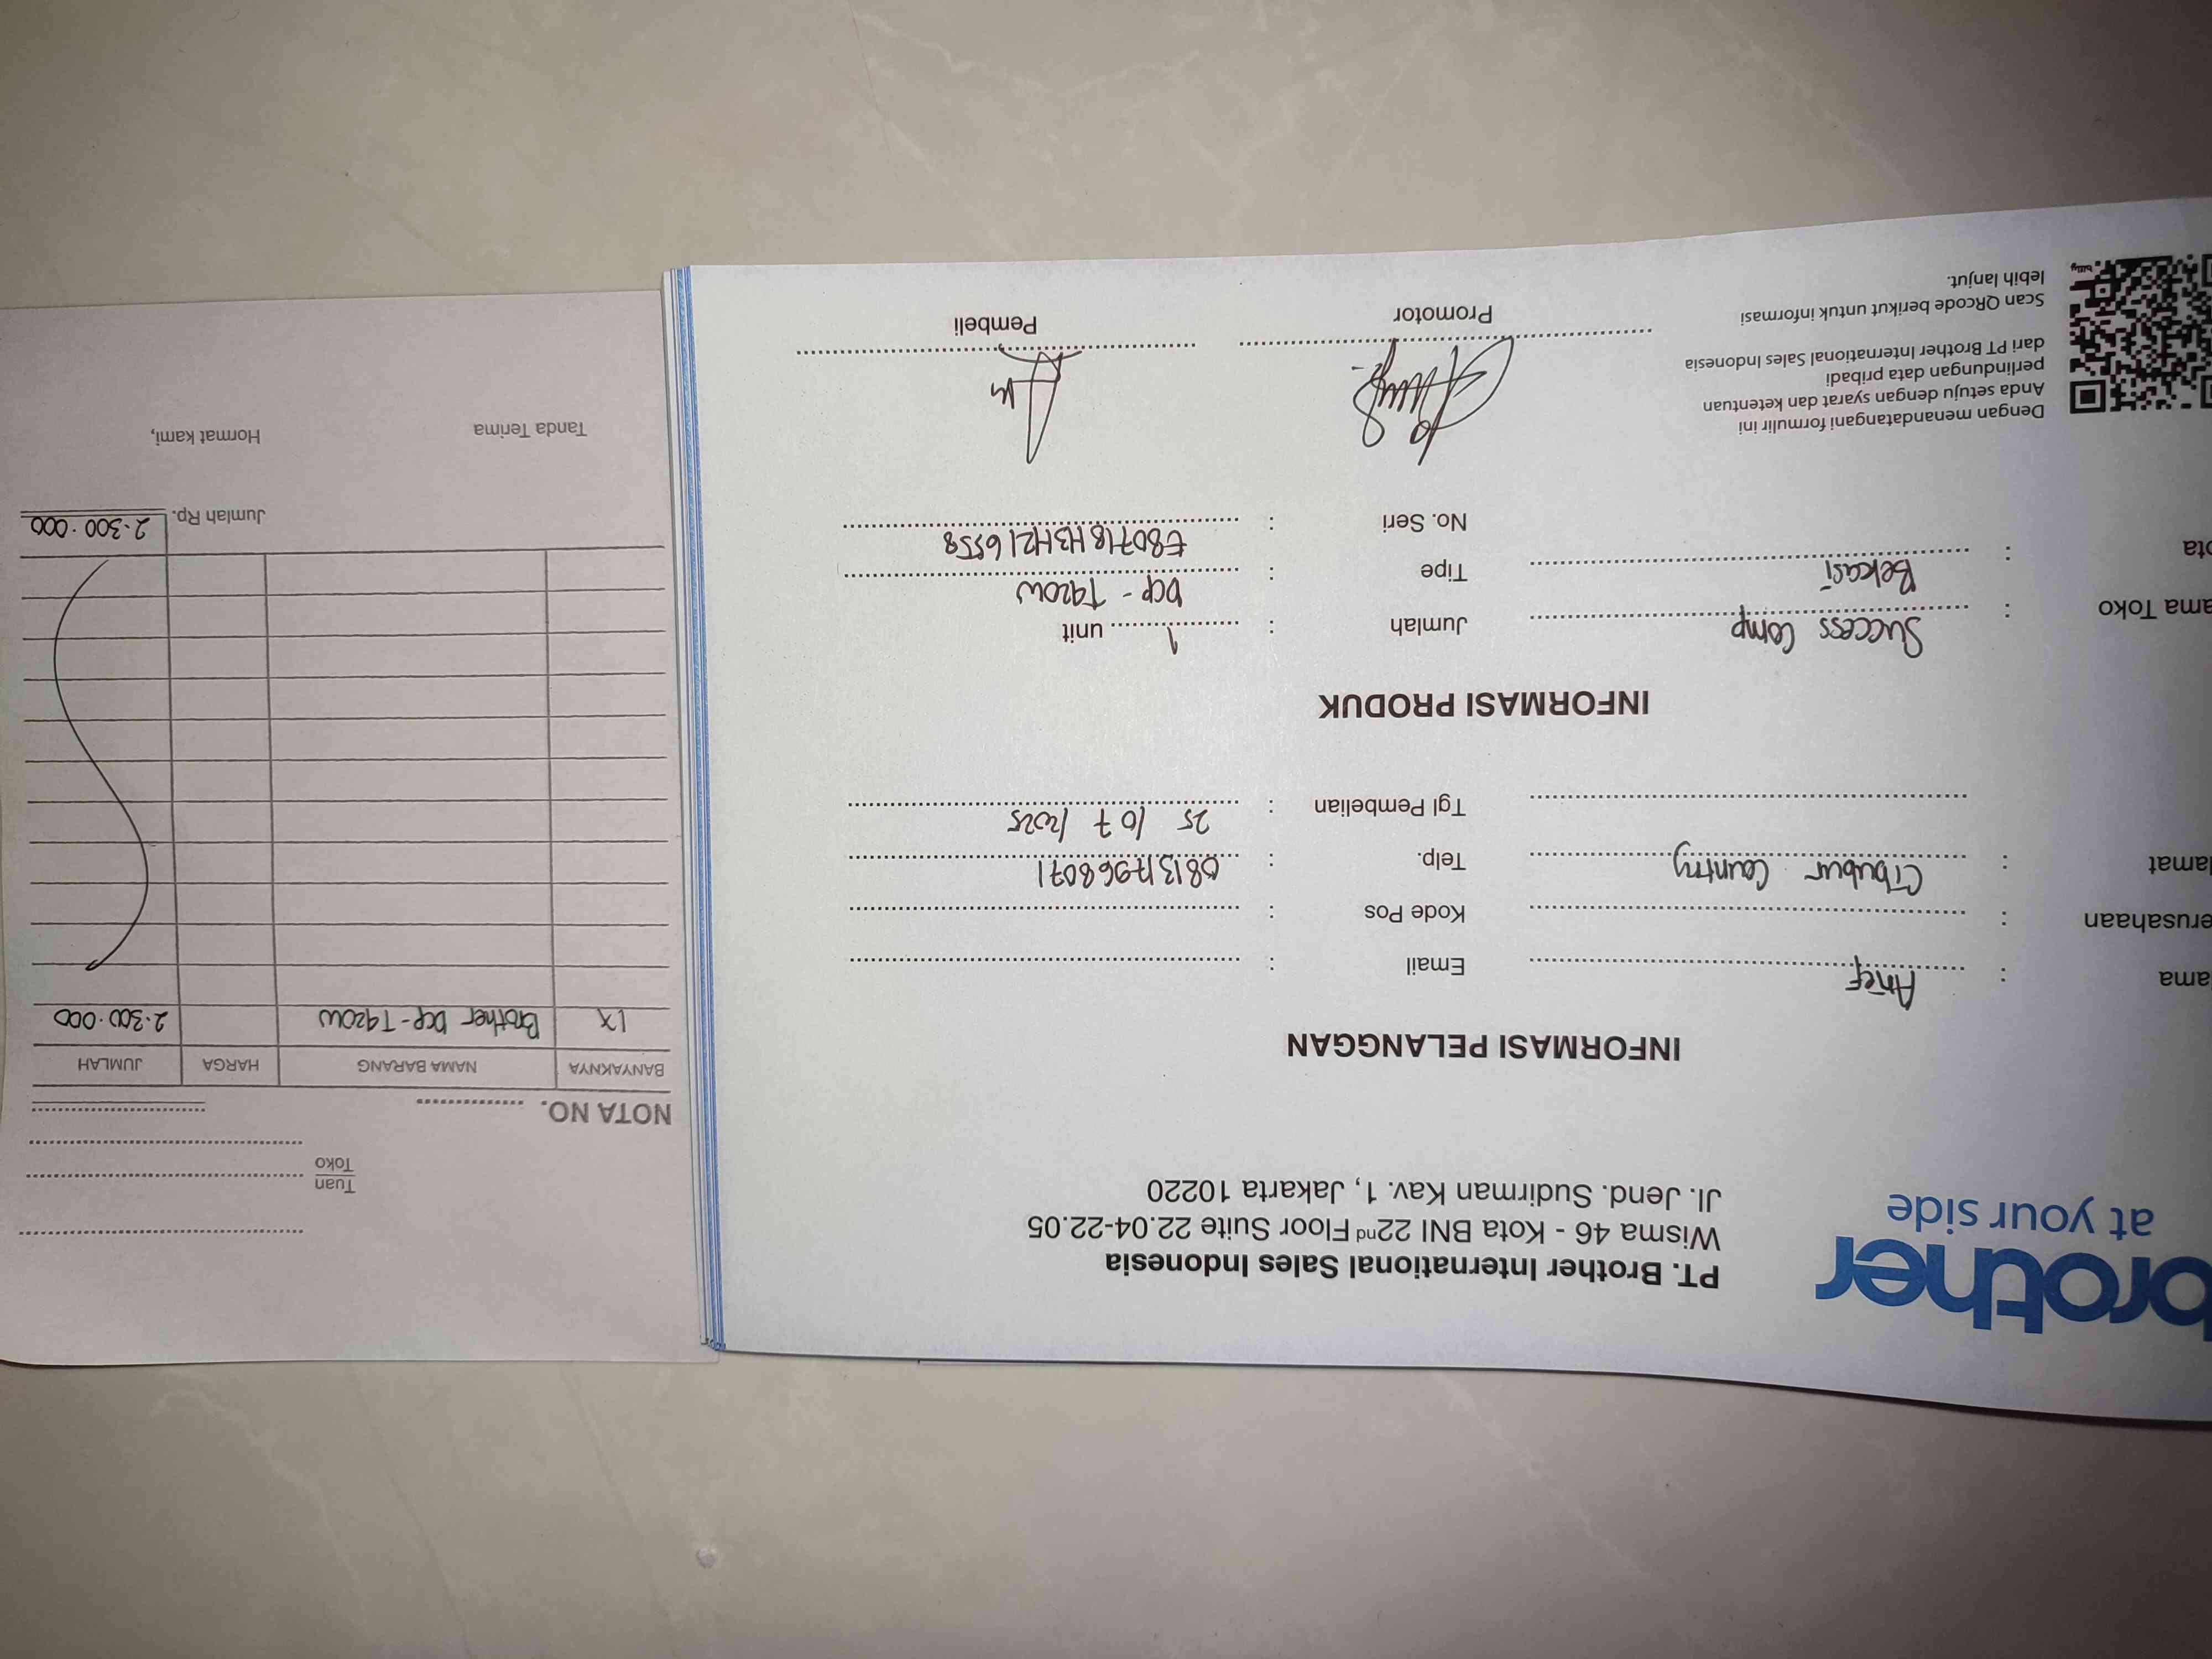 brother
at your side
PT. Brother International Sales Indonesia
Wisma 46 - Kota BNI 22nd Floor Suite 22.04-22.05
Jl. Jend. Sudirman Kav. 1, Jakarta 10220
INFORMASI PELANGGAN
ama : Arief
Email :
erusahaan :
Kode Pos :
lamat : Cibubur Country
Telp. : 081317968071
Tgl Pembelian : 25 / 07 / 2025
INFORMASI PRODUK
ama Toko : Success Comp
Jumlah : 1 unit
ota : Bekasi
Tipe : DCP - T920W
No. Seri : E80718H3H216558
Dengan menandatangani formulir ini
Anda setuju dengan syarat dan ketentuan
perlindungan data pribadi
dari PT Brother International Sales Indonesia
Scan QRcode berikut untuk informasi
lebih lanjut.
Promotor
Pembeli
Tuan
Toko
NOTA NO.
BANYAKNYA NAMA BARANG HARGA JUMLAH
1x Brother DCP-T920W 2.300.000
Jumlah Rp. 2.300.000
Tanda Terima
Hormat kami,